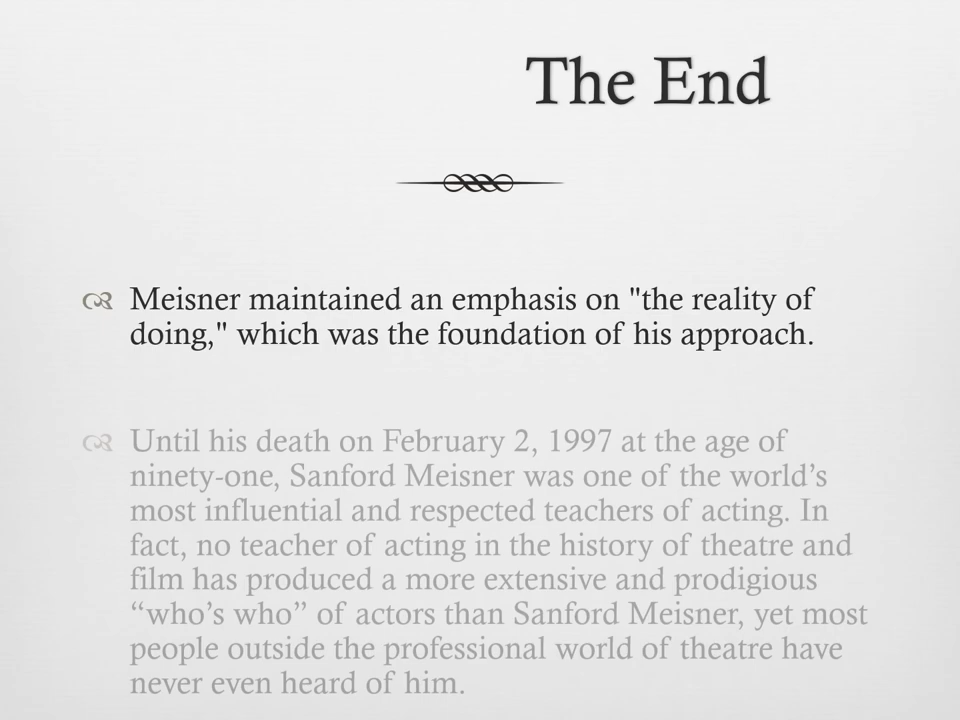 The End
Meisner maintained an emphasis on "the reality of
doing," which was the foundation of his approach.
Until his death on February 2, 1997 at the age of
ninety-one, Sanford Meisner was one of the world’s
most influential and respected teachers of acting. In
fact, no teacher of acting in the history of theatre and
film has produced a more extensive and prodigious
“who’s who” of actors than Sanford Meisner, yet most
people outside the professional world of theatre have
never even heard of him.